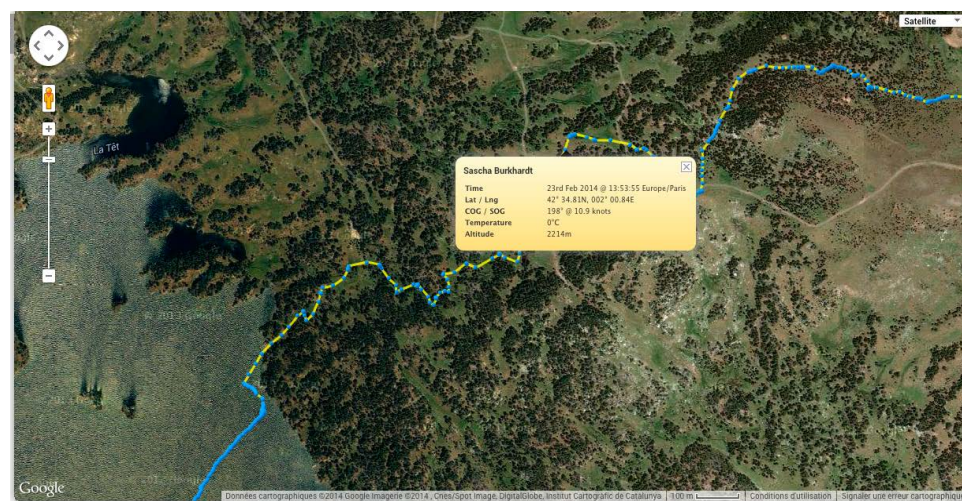 Satellite
La Têt
Sascha Burkhardt
Time 23rd Feb 2014 @ 13:53:55 Europe/Paris
Lat / Lng 42° 34.81N, 002° 00.84E
COG / SOG 198° @ 10.9 knots
Temperature 0°C
Altitude 2214m
© 2013 Google
Google
Données cartographiques ©2014 Google Imagerie ©2014 , Cnes/Spot Image, DigitalGlobe, Institut Cartogràfic de Catalunya 100 m Conditions d'utilisation Signaler une erreur cartographique